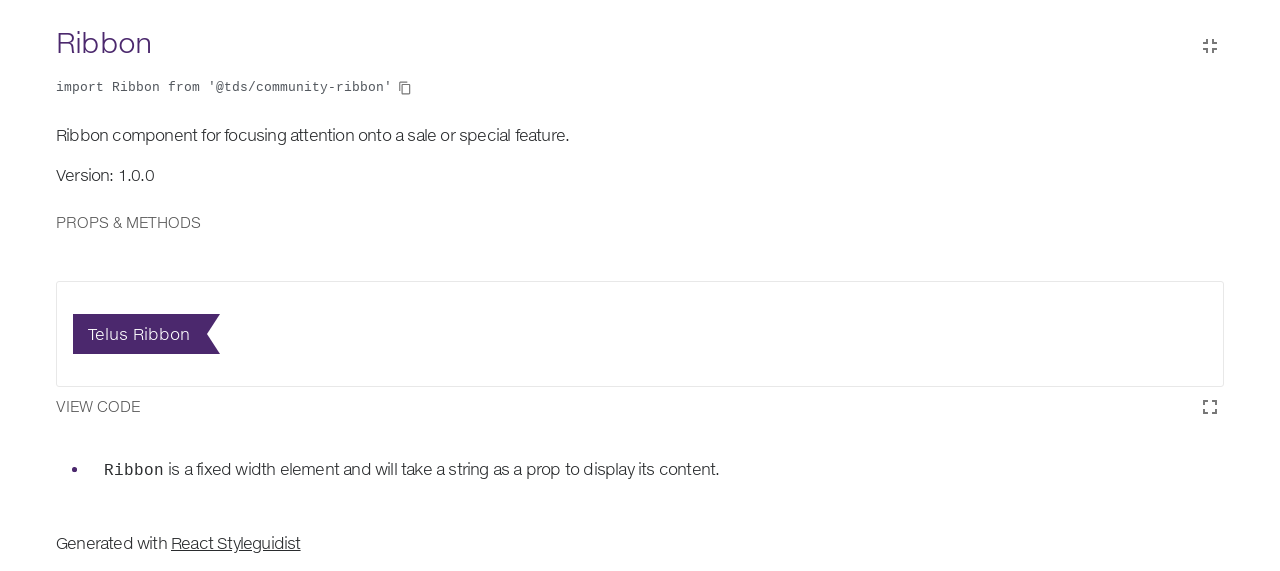 Ribbon
import Ribbon from '@tds/community-ribbon'
Ribbon component for focusing attention onto a sale or special feature.
Version: 1.0.0
PROPS & METHODS
Telus Ribbon
VIEW CODE
Ribbon is a fixed width element and will take a string as a prop to display its content.
Generated with React Styleguidist